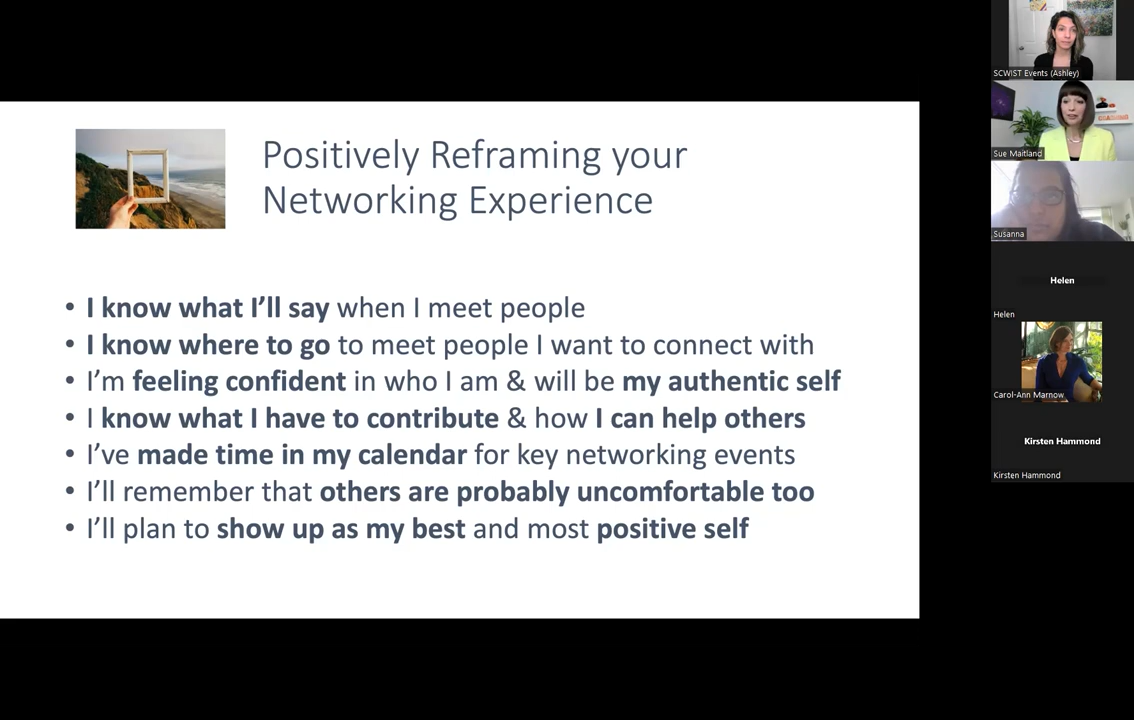 Positively Reframing your
Networking Experience
• I know what I’ll say when I meet people
• I know where to go to meet people I want to connect with
• I’m feeling confident in who I am & will be my authentic self
• I know what I have to contribute & how I can help others
• I’ve made time in my calendar for key networking events
• I’ll remember that others are probably uncomfortable too
• I’ll plan to show up as my best and most positive self
SCWIST Events (Ashley)
Sue Maitland
Susanna
Helen
Helen
Carol-Ann Marnow
Kirsten Hammond
Kirsten Hammond